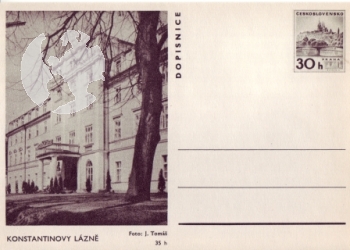 KONSTANTINOVY LÁZNĚ
Foto: J. Tomáš
35 h
DOPISNICE
ČESKOSLOVENSKO
30 h